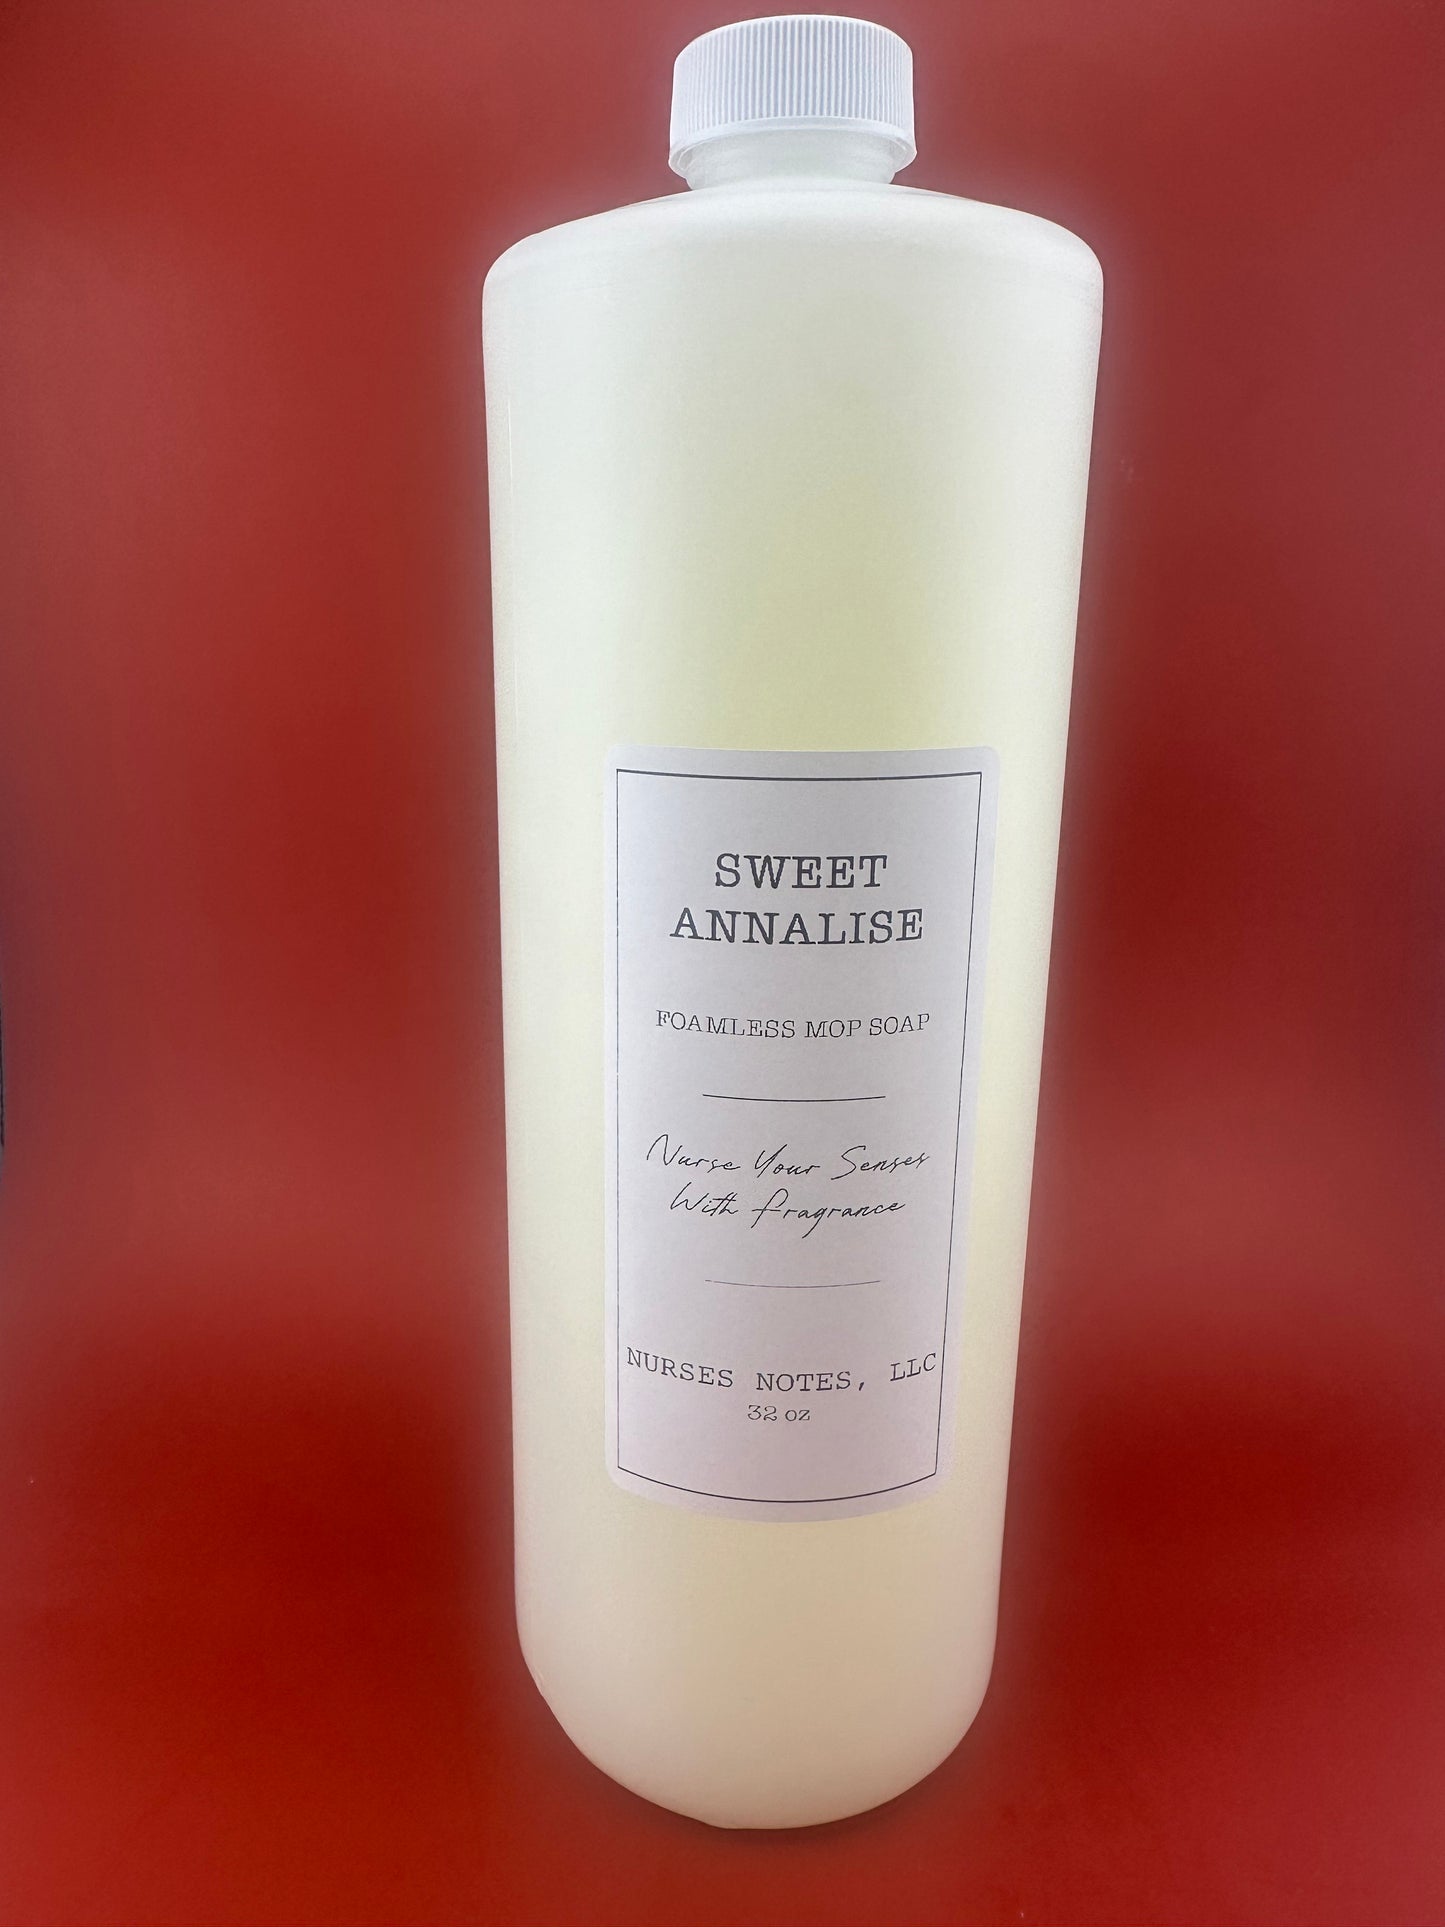 SWEET
ANNALISE
FOAMLESS MOP SOAP
Nurse Your Senses
With Fragrance
NURSES NOTES, LLC
32 oz